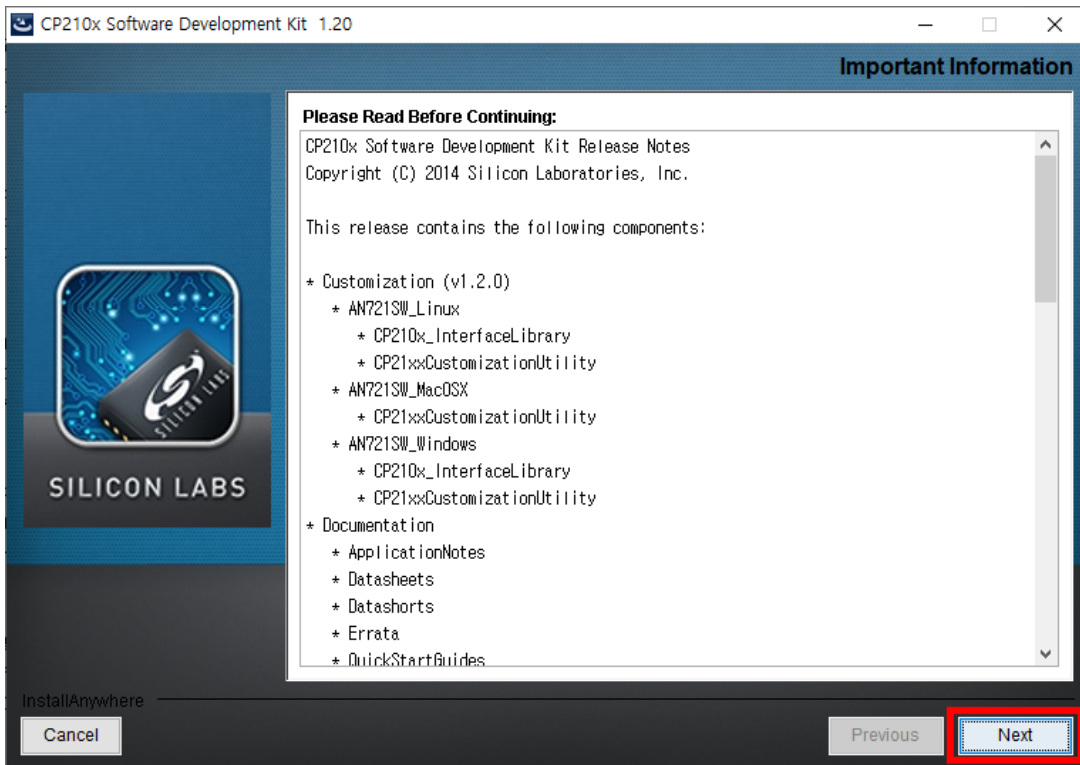 CP210x Software Development Kit 1.20
Important Information
Please Read Before Continuing:
CP210x Software Development Kit Release Notes
Copyright (C) 2014 Silicon Laboratories, Inc.
This release contains the following components:
* Customization (v1.2.0)
* AN721SW_Linux
* CP210x_InterfaceLibrary
* CP21xxCustomizationUtility
* AN721SW_MacOSX
* CP21xxCustomizationUtility
* AN721SW_Windows
* CP210x_InterfaceLibrary
* CP21xxCustomizationUtility
* Documentation
* ApplicationNotes
* Datasheets
* Datashorts
* Errata
* QuickStartGuides
SILICON LABS
SILICON LABS
InstallAnywhere
Cancel
Previous
Next